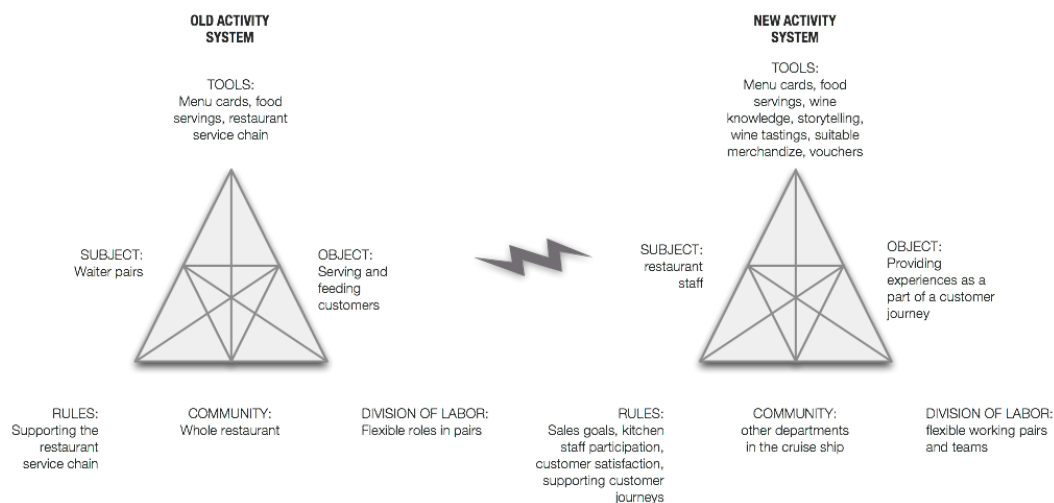 OLD ACTIVITY
SYSTEM
TOOLS:
Menu cards, food
servings, restaurant
service chain
SUBJECT:
Waiter pairs
OBJECT:
Serving and
feeding
customers
RULES:
Supporting the
restaurant
service chain
COMMUNITY:
Whole restaurant
DIVISION OF LABOR:
Flexible roles in pairs
NEW ACTIVITY
SYSTEM
TOOLS:
Menu cards, food
servings, wine
knowledge, storytelling,
wine tastings, suitable
merchandize, vouchers
SUBJECT:
restaurant
staff
OBJECT:
Providing
experiences as a
part of a customer
journey
RULES:
Sales goals, kitchen
staff participation,
customer satisfaction,
supporting customer
journeys
COMMUNITY:
other departments
in the cruise ship
DIVISION OF LABOR:
flexible working pairs
and teams